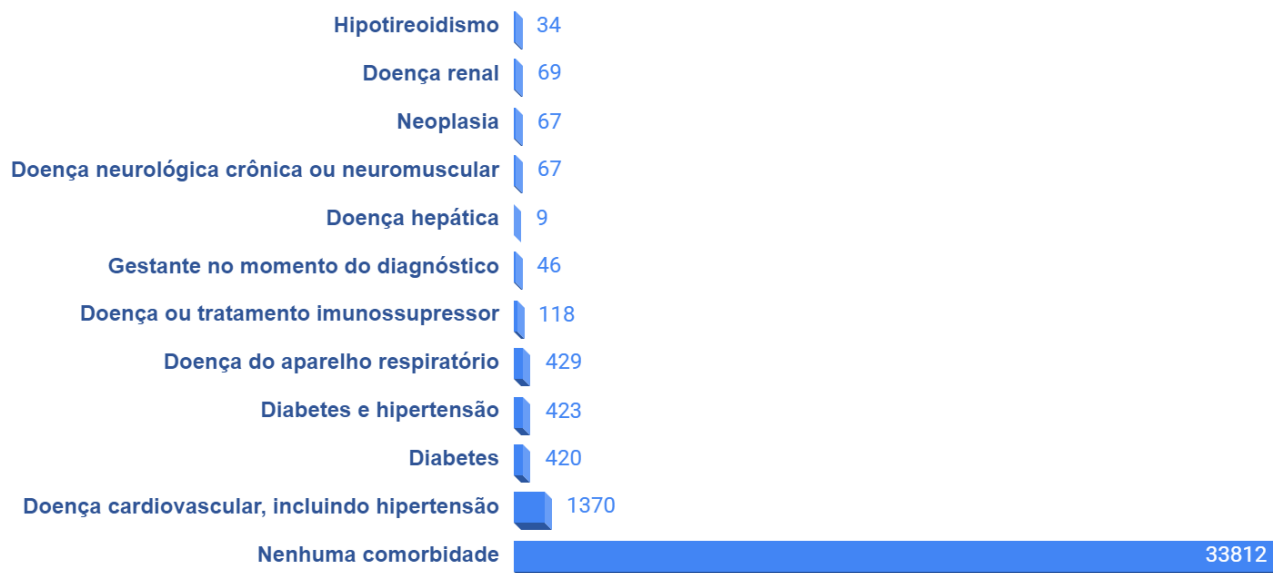 Hipotireoidismo 34
Doença renal 69
Neoplasia 67
Doença neurológica crônica ou neuromuscular 67
Doença hepática 9
Gestante no momento do diagnóstico 46
Doença ou tratamento imunossupressor 118
Doença do aparelho respiratório 429
Diabetes e hipertensão 423
Diabetes 420
Doença cardiovascular, incluindo hipertensão 1370
Nenhuma comorbidade 33812